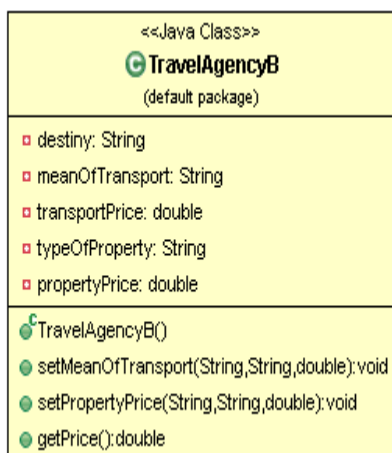 <<Java Class>>
C TravelAgencyB
(default package)
destiny: String
meanOfTransport: String
transportPrice: double
typeOfProperty: String
propertyPrice: double
C TravelAgencyB()
setMeanOfTransport(String,String,double):void
setPropertyPrice(String,String,double):void
getPrice():double